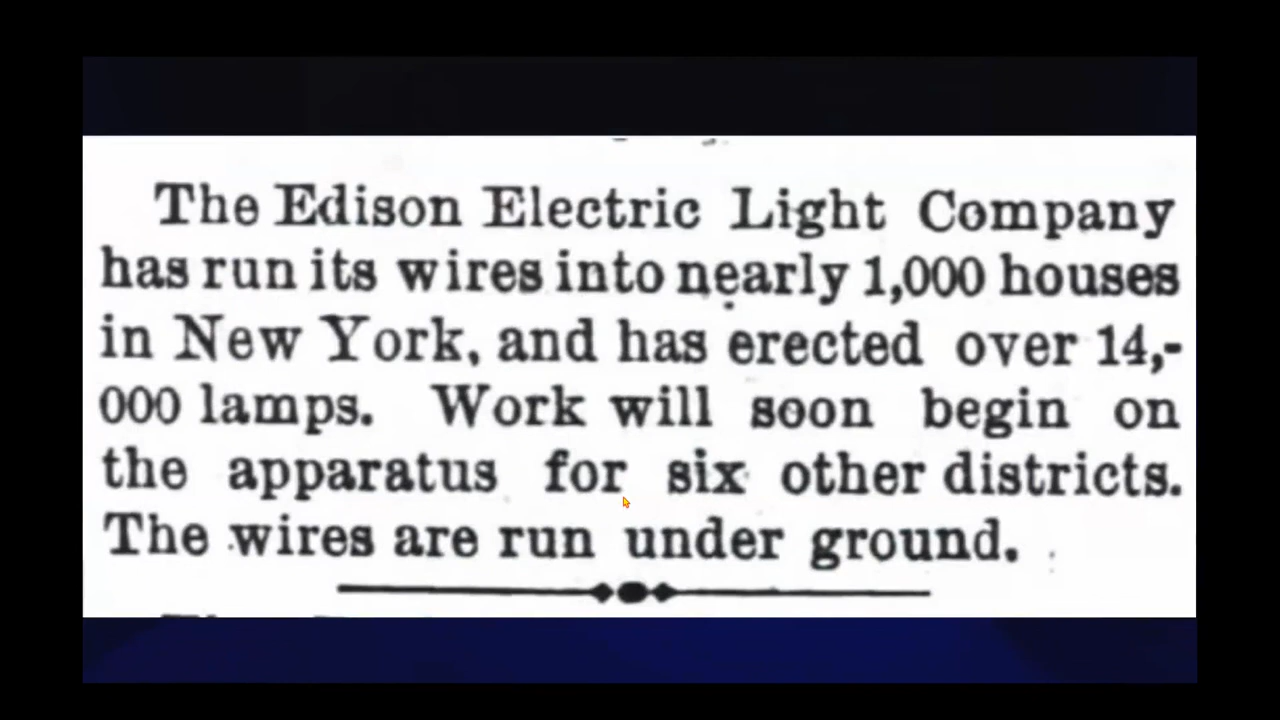 The Edison Electric Light Company
has run its wires into nearly 1,000 houses
in New York, and has erected over 14,-
000 lamps. Work will soon begin on
the apparatus for six other districts.
The wires are run under ground.